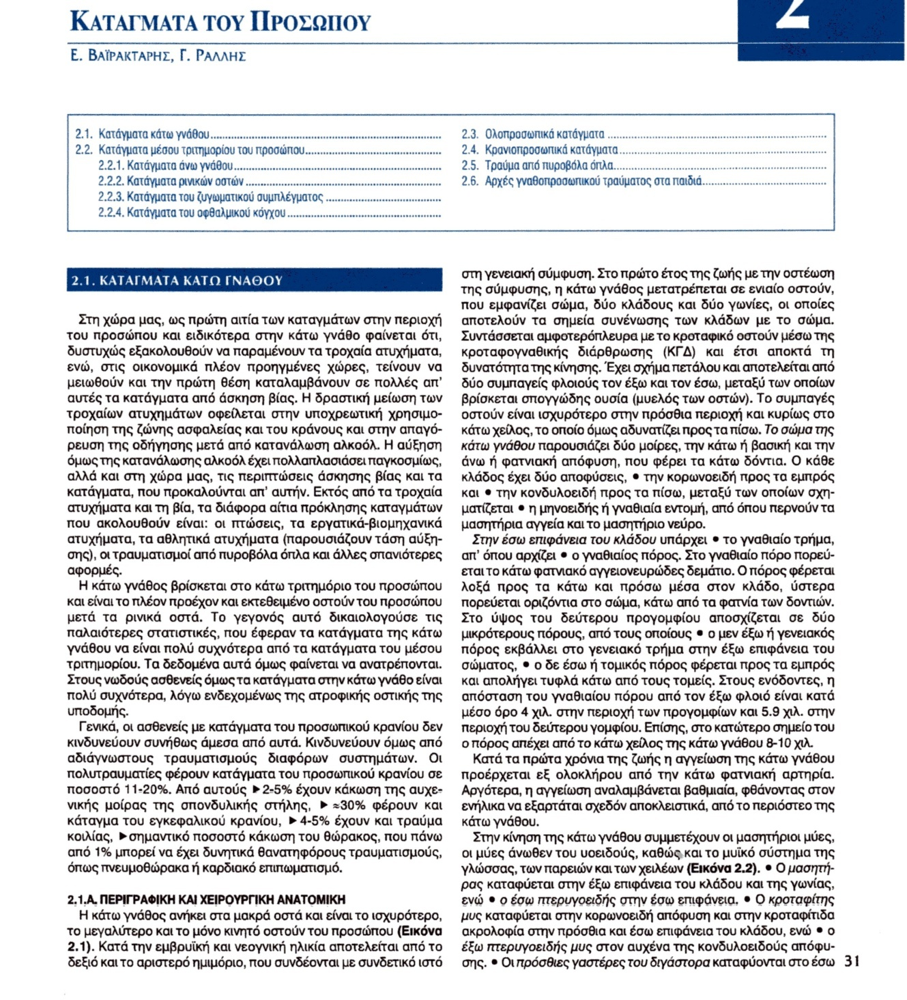 ΚΑΤΑΓΜΑΤΑ ΤΟΥ ΠΡΟΣΩΠΟΥ
2
Ε. ΒΑΪΡΑΚΤΑΡΗΣ, Γ. ΡΑΛΛΗΣ
2.1. Κατάγματα κάτω γνάθου
2.2. Κατάγματα μέσου τριτημορίου του προσώπου
2.2.1. Κατάγματα άνω γνάθου
2.2.2. Κατάγματα ρινικών οστών
2.2.3. Κατάγματα του ζυγωματικού συμπλέγματος
2.2.4. Κατάγματα του οφθαλμικού κόγχου
2.3. Ολοπροσωπικά κατάγματα
2.4. Κρανιοπροσωπικά κατάγματα
2.5. Τραύμα από πυροβόλα όπλα
2.6. Αρχές γναθοπροσωπικού τραύματος στα παιδιά
2.1. ΚΑΤΑΓΜΑΤΑ ΚΑΤΩ ΓΝΑΘΟΥ
Στη χώρα μας, ως πρώτη αιτία των καταγμάτων στην περιοχή
του προσώπου και ειδικότερα στην κάτω γνάθο φαίνεται ότι,
δυστυχώς εξακολουθούν να παραμένουν τα τροχαία ατυχήματα,
ενώ, στις οικονομικά πλέον προηγμένες χώρες, τείνουν να
μειωθούν και την πρώτη θέση καταλαμβάνουν σε πολλές απ'
αυτές τα κατάγματα από άσκηση βίας. Η δραστική μείωση των
τροχαίων ατυχημάτων οφείλεται στην υποχρεωτική χρησιμο-
ποίηση της ζώνης ασφαλείας και του κράνους και στην απαγό-
ρευση της οδήγησης μετά από κατανάλωση αλκοόλ. Η αύξηση
όμως της κατανάλωσης αλκοόλ έχει πολλαπλασιάσει παγκοσμίως,
αλλά και στη χώρα μας, τις περιπτώσεις άσκησης βίας και τα
κατάγματα, που προκαλούνται απ' αυτήν. Εκτός από τα τροχαία
ατυχήματα και τη βία, τα διάφορα αίτια πρόκλησης καταγμάτων
που ακολουθούν είναι: οι πτώσεις, τα εργατικά-βιομηχανικά
ατυχήματα, τα αθλητικά ατυχήματα (παρουσιάζουν τάση αύξη-
σης), οι τραυματισμοί από πυροβόλα όπλα και άλλες σπανιότερες
αφορμές.
Η κάτω γνάθος βρίσκεται στο κάτω τριτημόριο του προσώπου
και είναι το πλέον προέχον και εκτεθειμένο οστούν του προσώπου
μετά τα ρινικά οστά. Το γεγονός αυτό δικαιολογούσε τις
παλαιότερες στατιστικές, που έφεραν τα κατάγματα της κάτω
γνάθου να είναι πολύ συχνότερα από τα κατάγματα του μέσου
τριτημορίου. Τα δεδομένα αυτά όμως φαίνεται να ανατρέπονται.
Στους νωδούς ασθενείς όμως τα κατάγματα στην κάτω γνάθο είναι
πολύ συχνότερα, λόγω ενδεχομένως της ατροφικής οστικής της
υποδομής.
Γενικά, οι ασθενείς με κατάγματα του προσωπικού κρανίου δεν
κινδυνεύουν συνήθως άμεσα από αυτά. Κινδυνεύουν όμως από
αδιάγνωστους τραυματισμούς διαφόρων συστημάτων. Οι
πολυτραυματίες φέρουν κατάγματα του προσωπικού κρανίου σε
ποσοστό 11-20%. Από αυτούς ▶2-5% έχουν κάκωση της αυχε-
νικής μοίρας της σπονδυλικής στήλης, ▶ ≈30% φέρουν και
κάταγμα του εγκεφαλικού κρανίου, ▶4-5% έχουν και τραύμα
κοιλίας, ▶σημαντικό ποσοστό κάκωση του θώρακος, που πάνω
από 1% μπορεί να έχει δυνητικά θανατηφόρους τραυματισμούς,
όπως πνευμοθώρακα ή καρδιακό επιπωματισμό.
2.1.Α. ΠΕΡΙΓΡΑΦΙΚΗ ΚΑΙ ΧΕΙΡΟΥΡΓΙΚΗ ΑΝΑΤΟΜΙΚΗ
Η κάτω γνάθος ανήκει στα μακρά οστά και είναι το ισχυρότερο,
το μεγαλύτερο και το μόνο κινητό οστούν του προσώπου (Εικόνα
2.1). Κατά την εμβρυϊκή και νεογνική ηλικία αποτελείται από το
δεξιό και το αριστερό ημιμόριο, που συνδέονται με συνδετικό ιστό
στη γενειακή σύμφυση. Στο πρώτο έτος της ζωής με την οστέωση
της σύμφυσης, η κάτω γνάθος μετατρέπεται σε ενιαίο οστούν,
που εμφανίζει σώμα, δύο κλάδους και δύο γωνίες, οι οποίες
αποτελούν τα σημεία συνένωσης των κλάδων με το σώμα.
Συντάσσεται αμφοτερόπλευρα με το κροταφικό οστούν μέσω της
κροταφογναθικής διάρθρωσης (ΚΓΔ) και έτσι αποκτά τη
δυνατότητα της κίνησης. Έχει σχήμα πετάλου και αποτελείται από
δύο συμπαγείς φλοιούς τον έξω και τον έσω, μεταξύ των οποίων
βρίσκεται σπογγώδης ουσία (μυελός των οστών). Το συμπαγές
οστούν είναι ισχυρότερο στην πρόσθια περιοχή και κυρίως στο
κάτω χείλος, το οποίο όμως αδυνατίζει προς τα πίσω. Το σώμα της
κάτω γνάθου παρουσιάζει δύο μοίρες, την κάτω ή βασική και την
άνω ή φατνιακή απόφυση, που φέρει τα κάτω δόντια. Ο κάθε
κλάδος έχει δύο αποφύσεις, • την κορωνοειδή προς τα εμπρός
και • την κονδυλοειδή προς τα πίσω, μεταξύ των οποίων σχη-
ματίζεται • η μηνοειδής ή γναθιαία εντομή, από όπου περνούν τα
μασητήρια αγγεία και το μασητήριο νεύρο.
Στην έσω επιφάνεια του κλάδου υπάρχει • το γναθιαίο τρήμα,
απ' όπου αρχίζει • ο γναθιαίος πόρος. Στο γναθιαίο πόρο πορεύ-
εται το κάτω φατνιακό αγγειονευρώδες δεμάτιο. Ο πόρος φέρεται
λοξά προς τα κάτω και πρόσω μέσα στον κλάδο, ύστερα
πορεύεται οριζόντια στο σώμα, κάτω από τα φατνία των δοντιών.
Στο ύψος του δεύτερου προγομφίου αποσχίζεται σε δύο
μικρότερους πόρους, από τους οποίους • ο μεν έξω ή γενειακός
πόρος εκβάλλει στο γενειακό τρήμα στην έξω επιφάνεια του
σώματος, • ο δε έσω ή τομικός πόρος φέρεται προς τα εμπρός
και απολήγει τυφλά κάτω από τους τομείς. Στους ενόδοντες, η
απόσταση του γναθιαίου πόρου από τον έξω φλοιό είναι κατά
μέσο όρο 4 χιλ. στην περιοχή των προγομφίων και 5.9 χιλ. στην
περιοχή του δεύτερου γομφίου. Επίσης, στο κατώτερο σημείο του
ο πόρος απέχει από το κάτω χείλος της κάτω γνάθου 8-10 χιλ.
Κατά τα πρώτα χρόνια της ζωής η αγγείωση της κάτω γνάθου
προέρχεται εξ ολοκλήρου από την κάτω φατνιακή αρτηρία.
Αργότερα, η αγγείωση αναλαμβάνεται βαθμιαία, φθάνοντας στον
ενήλικα να εξαρτάται σχεδόν αποκλειστικά, από το περιόστεο της
κάτω γνάθου.
Στην κίνηση της κάτω γνάθου συμμετέχουν οι μασητήριοι μύες,
οι μύες άνωθεν του υοειδούς, καθώς και το μυϊκό σύστημα της
γλώσσας, των παρειών και των χειλέων (Εικόνα 2.2). • Ο μασητή-
ρας καταφύεται στην έξω επιφάνεια του κλάδου και της γωνίας,
ενώ • ο έσω πτερυγοειδής στην έσω επιφάνεια. • Ο κροταφίτης
μυς καταφύεται στην κορωνοειδή απόφυση και στην κροταφίτιδα
ακρολοφία στην πρόσθια και έσω επιφάνεια του κλάδου, ενώ • ο
έξω πτερυγοειδής μυς στον αυχένα της κονδυλοειδούς απόφυ-
σης. • Οι πρόσθιες γαστέρες του διγάστορα καταφύονται στο έσω
31